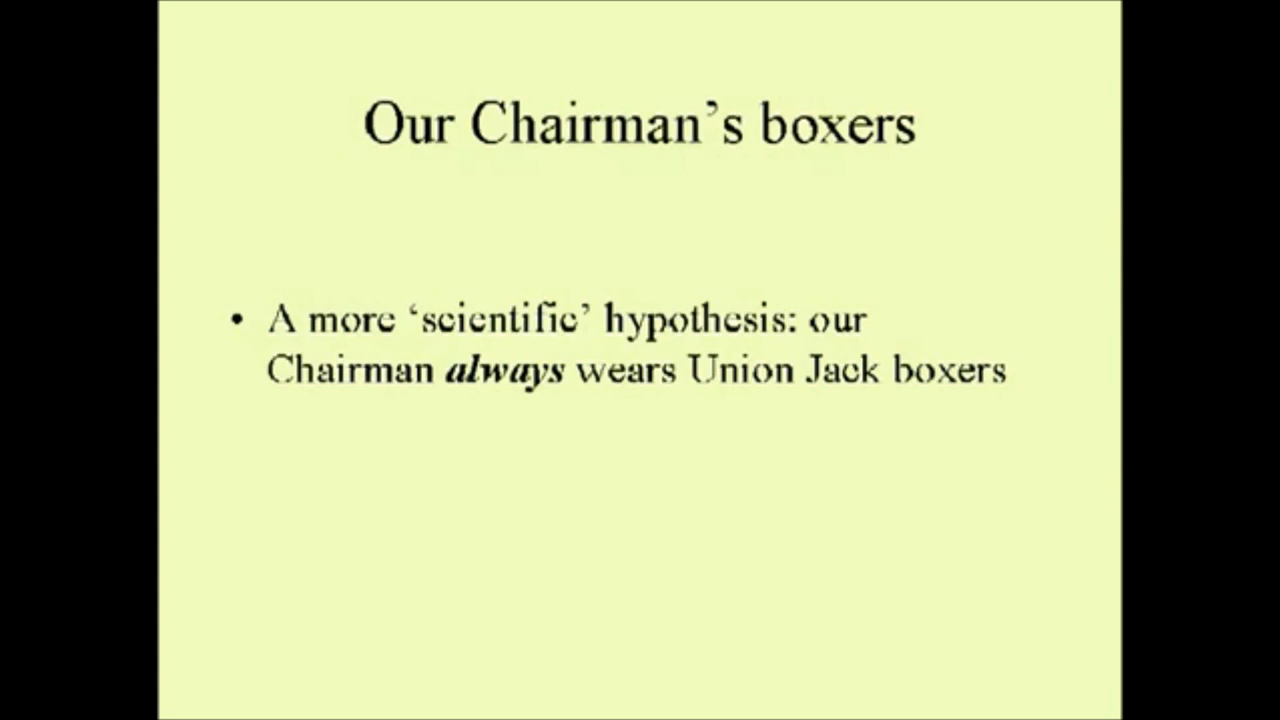 Our Chairman’s boxers
• A more ‘scientific’ hypothesis: our
Chairman always wears Union Jack boxers